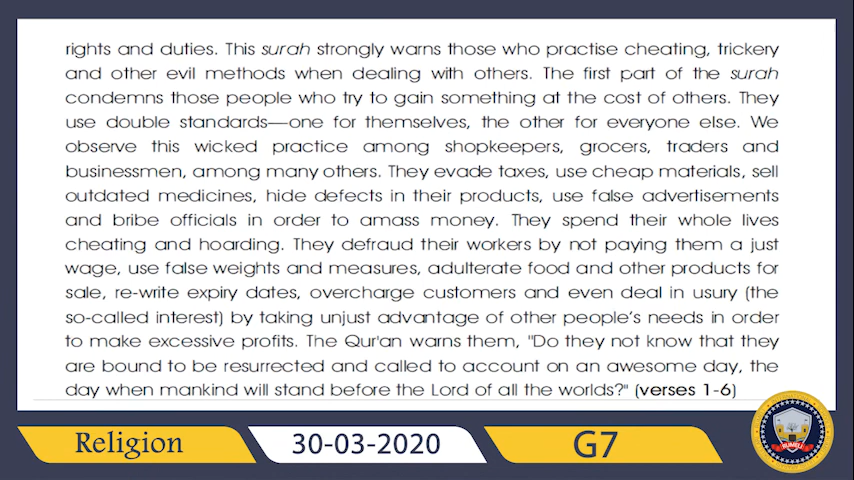 rights and duties. This surah strongly warns those who practise cheating, trickery
and other evil methods when dealing with others. The first part of the surah
condemns those people who try to gain something at the cost of others. They
use double standards—one for themselves, the other for everyone else. We
observe this wicked practice among shopkeepers, grocers, traders and
businessmen, among many others. They evade taxes, use cheap materials, sell
outdated medicines, hide defects in their products, use false advertisements
and bribe officials in order to amass money. They spend their whole lives
cheating and hoarding. They defraud their workers by not paying them a just
wage, use false weights and measures, adulterate food and other products for
sale, re-write expiry dates, overcharge customers and even deal in usury (the
so-called interest) by taking unjust advantage of other people's needs in order
to make excessive profits. The Qur'an warns them, "Do they not know that they
are bound to be resurrected and called to account on an awesome day, the
day when mankind will stand before the Lord of all the worlds?" (verses 1-6)
Religion
30-03-2020
G7